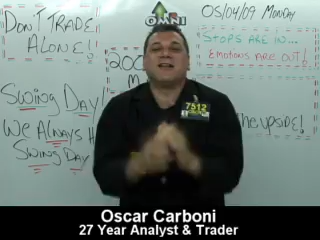 DON'T TRADE
ALONE!
OMNI
05/04/09 MONDAY
STOPS ARE IN...
EMOTIONS ARE OUT!
200
M
SWING DAY
7512
WE ALWAYS H
SWING DAY
THE UPSIDE!
Oscar Carboni
27 Year Analyst & Trader